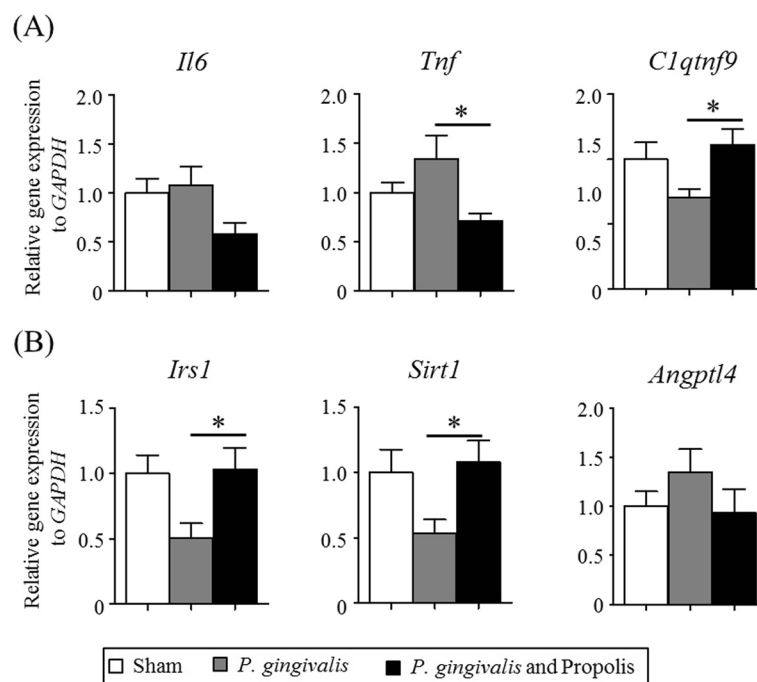 (A)
Il6
Tnf
C1qtnf9
Relative gene expression
to GAPDH
2.0
1.5
1.0
0.5
0
2.0
1.5
*
1.0
0.5
0
2.0
1.5
*
1.0
0.5
0
(B)
Irs1
Sirt1
Angptl4
Relative gene expression
to GAPDH
1.5
*
1.0
0.5
0
1.5
*
1.0
0.5
0
2.0
1.5
1.0
0.5
0
Sham P. gingivalis P. gingivalis and Propolis